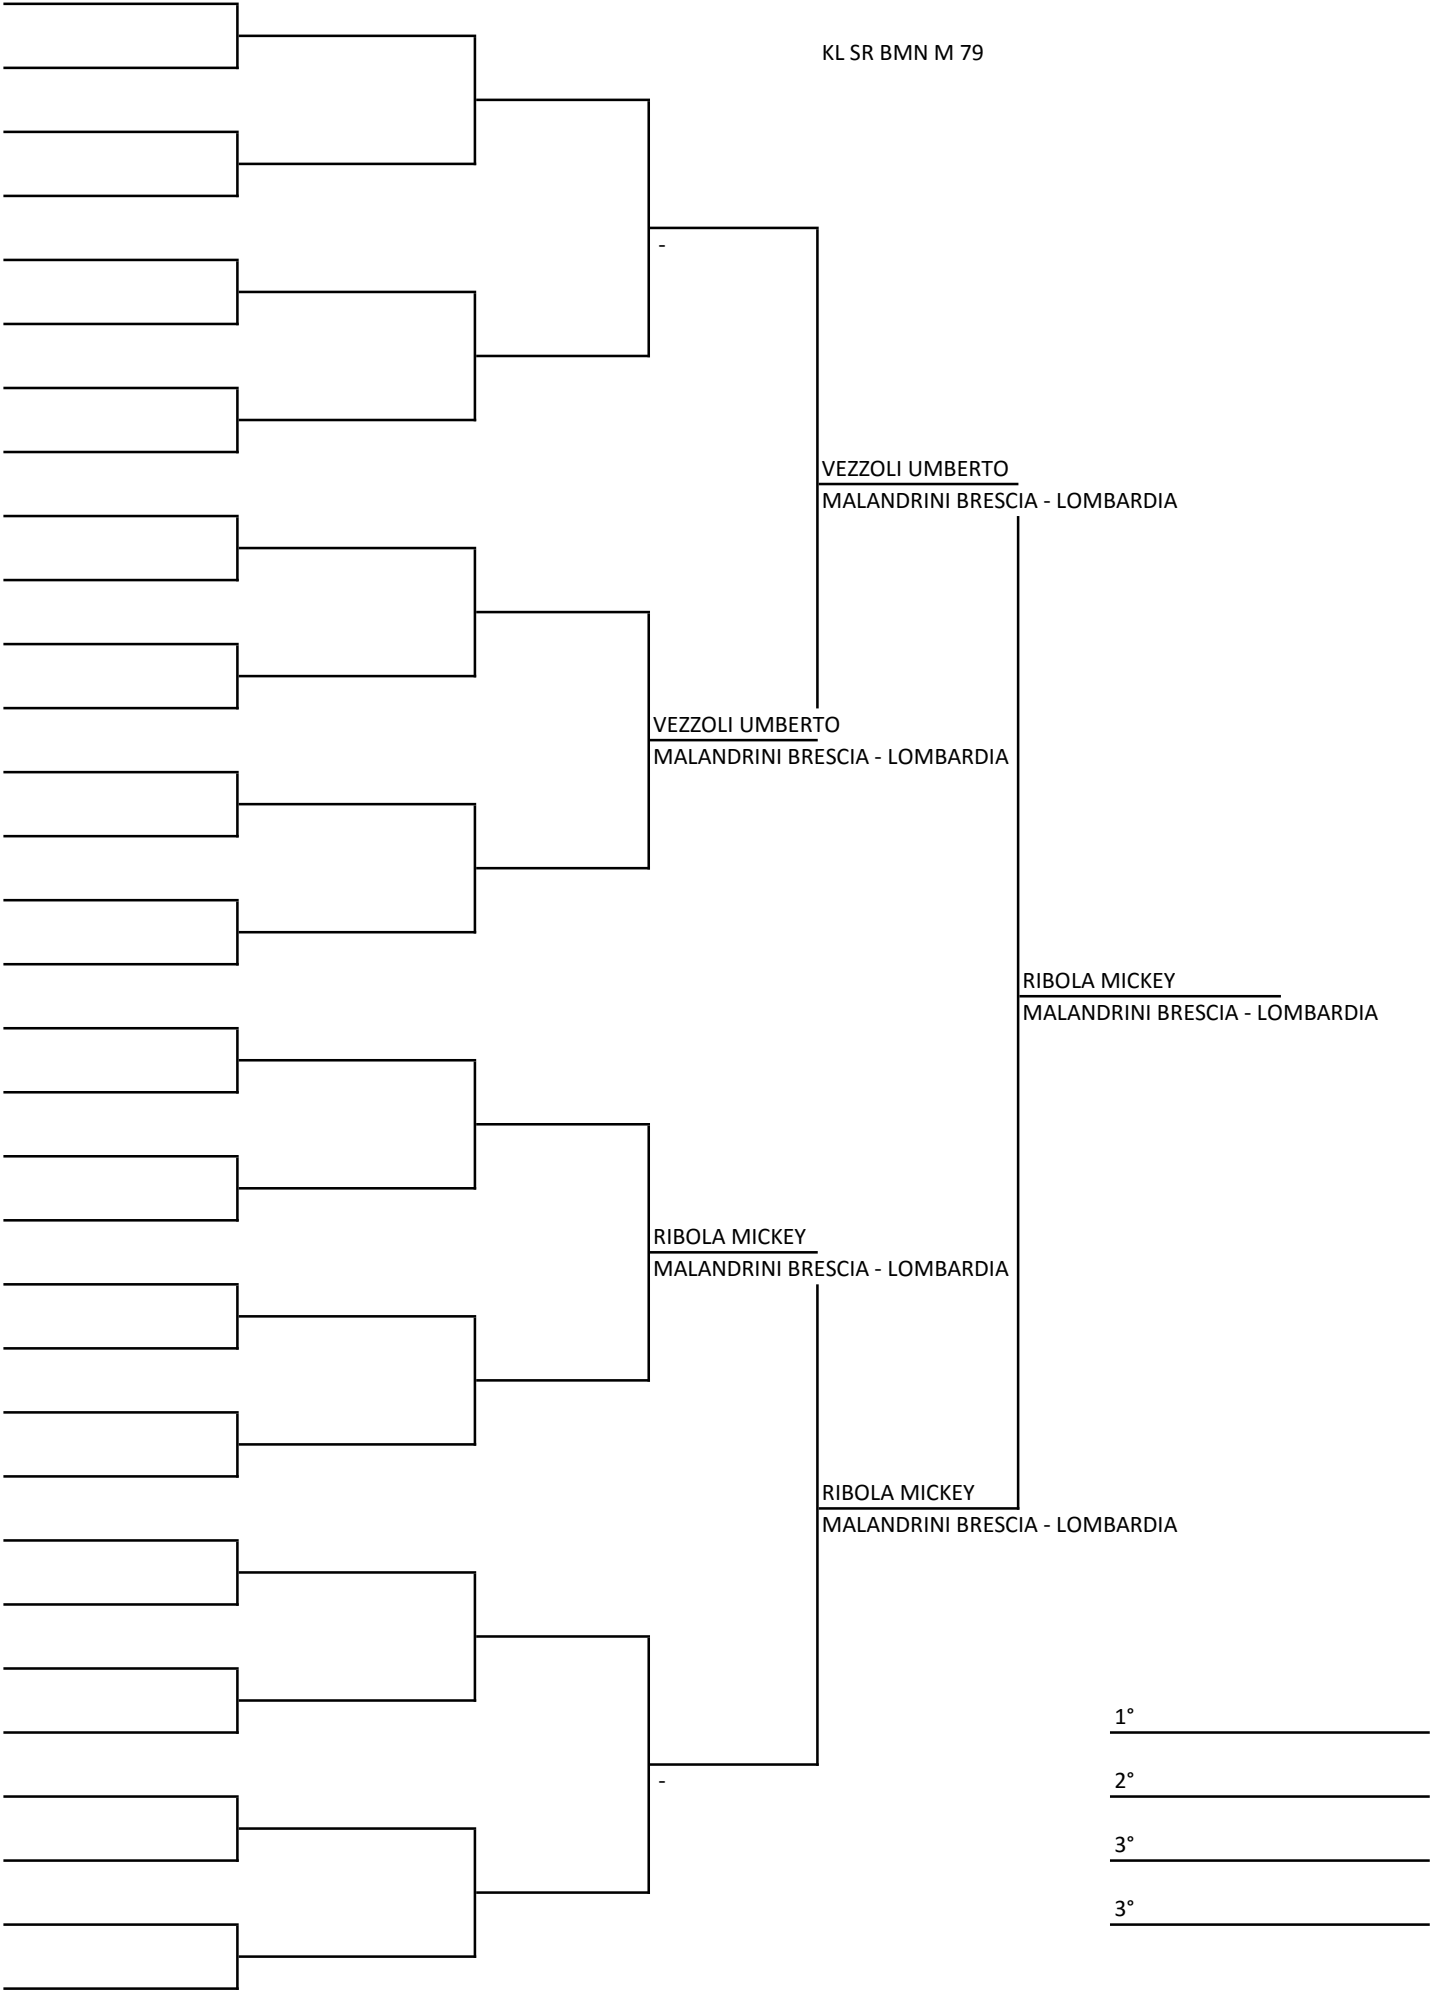 KL SR BMN M 79
-
VEZZOLI UMBERTO
MALANDRINI BRESCIA - LOMBARDIA
VEZZOLI UMBERTO
MALANDRINI BRESCIA - LOMBARDIA
RIBOLA MICKEY
MALANDRINI BRESCIA - LOMBARDIA
RIBOLA MICKEY
MALANDRINI BRESCIA - LOMBARDIA
RIBOLA MICKEY
MALANDRINI BRESCIA - LOMBARDIA
1°
-
2°
3°
3°